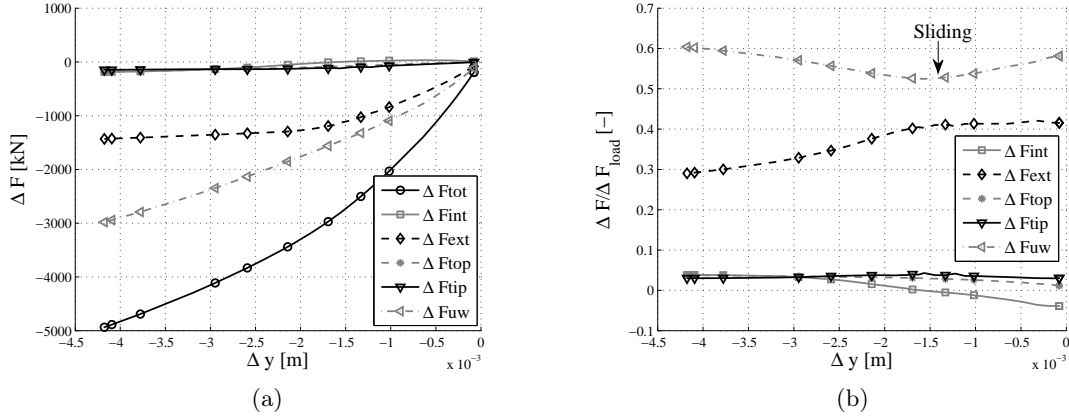 1000
0
−1000
−2000
−3000
−4000
−5000
Δ F [kN]
−4.5 −4 −3.5 −3 −2.5 −2 −1.5 −1 −0.5 0
x 10⁻³
Δ y [m]
Δ Ftot
Δ Fint
Δ Fext
Δ Ftop
Δ Ftip
Δ Fuw
(a)
0.7
0.6
0.5
0.4
0.3
0.2
0.1
0
−0.1
Δ F/Δ F_load [−]
Sliding
Δ Fint
Δ Fext
Δ Ftop
Δ Ftip
Δ Fuw
−4.5 −4 −3.5 −3 −2.5 −2 −1.5 −1 −0.5 0
x 10⁻³
Δ y [m]
(b)